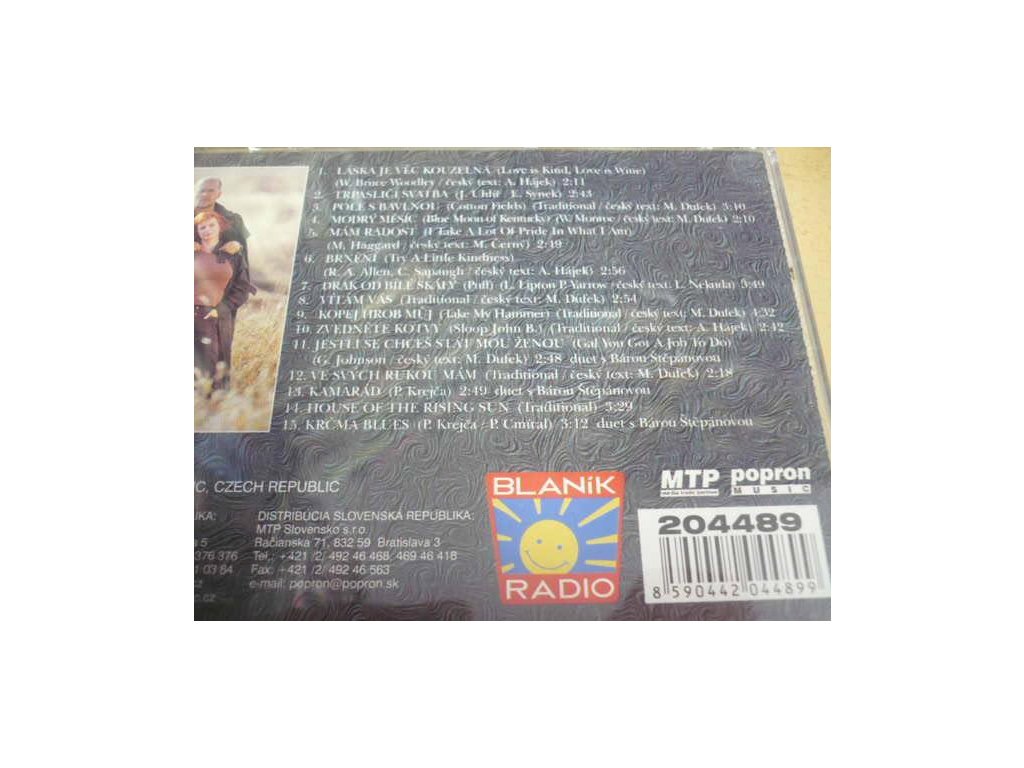 1. LÁSKA JE VĚC KOUZELNÁ (Love is Kind, Love is Wine)
(W. Bruce Woodley / český text: A. Hájek) 2:11
2. TRPASLIČÍ SVATBA (J. Uhlíř / E. Synek) 2:43
3. POLE S BAVLNOU (Cotton Fields) (Traditional / český text: M. Dufek) 3:10
4. MODRÝ MĚSÍC (Blue Moon of Kentucky) (W. Monroe / český text: M. Dufek) 2:10
5. MÁM RADOST (I Take A Lot Of Pride In What I Am)
(M. Haggard / český text: M. Černý) 2:19
6. BRNĚNÍ (Try A Little Kindness)
(R. A. Allen, C. Sapaugh / český text: A. Hájek) 2:56
7. DRAK OD BÍLÉ SKÁLY (Puff) (L. Lipton P. Yarrow / český text: L. Nekuda) 3:49
8. VÍTÁM VÁS (Traditional / český text: M. Dufek) 2:54
9. KOPEJ HROB MŮJ (Take My Hammer) (Traditional / český text: M. Dufek) 4:32
10. ZVEDNĚTE KOTVY (Sloop John B.) (Traditional / český text: A. Hájek) 2:42
11. JESTLI SE CHCEŠ STÁT MOU ŽENOU (Gal You Got A Job To Do)
(G. Johnson / český text: M. Dufek) 2:48 duet s Bárou Štěpánovou
12. VE SVÝCH RUKOU MÁM (Traditional / český text: M. Dufek) 2:18
13. KAMARÁD (P. Krejča) 2:49 duet s Bárou Štěpánovou
14. HOUSE OF THE RISING SUN (Traditional) 3:29
15. KRČMA BLUES (P. Krejča / P. Cmíral) 3:12 duet s Bárou Štěpánovou
IC, CZECH REPUBLIC
DISTRIBÚCIA SLOVENSKÁ REPUBLIKA:
MTP Slovensko s.r.o.
5 Račianska 71, 832 59 Bratislava 3
376 376 Tel.: +421 /2/ 492 46 468, 469 46 418
1 03 84 Fax: +421 /2/ 492 46 563
e-mail: popron@popron.sk
c.cz
BLANíK
RADIO
MTP popron
MUSIC
204489
8 590442 044899